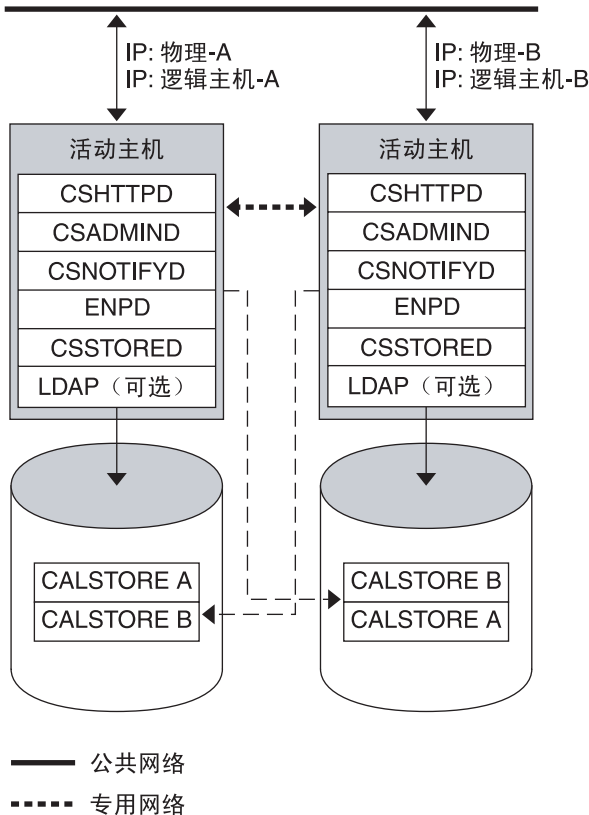 IP: 物理-A
IP: 逻辑主机-A
IP: 物理-B
IP: 逻辑主机-B
活动主机
CSHTTPD
CSADMIND
CSNOTIFYD
ENPD
CSSTORED
LDAP（可选）
活动主机
CSHTTPD
CSADMIND
CSNOTIFYD
ENPD
CSSTORED
LDAP（可选）
CALSTORE A
CALSTORE B
CALSTORE B
CALSTORE A
公共网络
专用网络